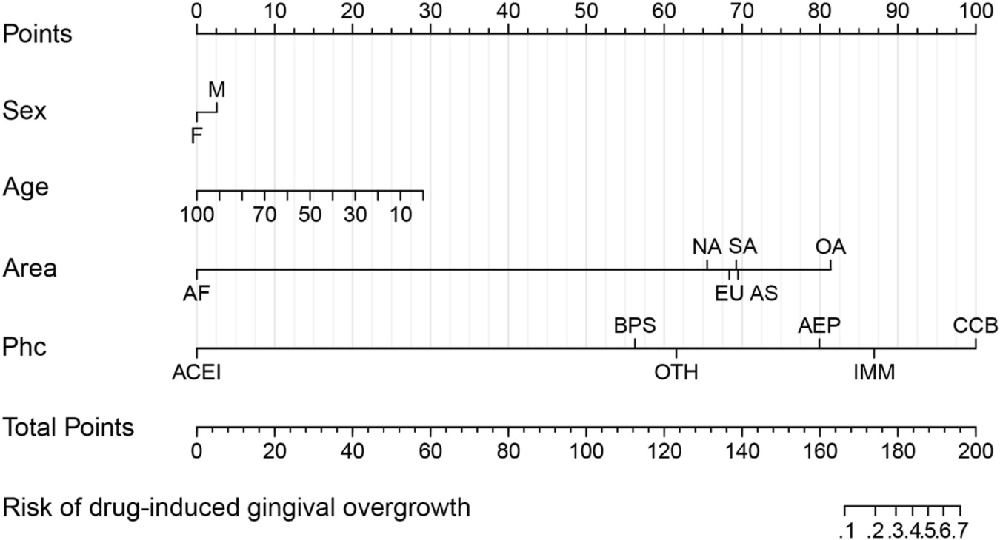 0 10 20 30 40 50 60 70 80 90 100
Points
M
Sex
F
Age
100 70 50 30 10
NA SA OA
Area
AF EU AS
BPS AEP CCB
Phc
ACEI OTH IMM
Total Points
0 20 40 60 80 100 120 140 160 180 200
Risk of drug-induced gingival overgrowth
.1 .2 .3 .4 .5 .6 .7